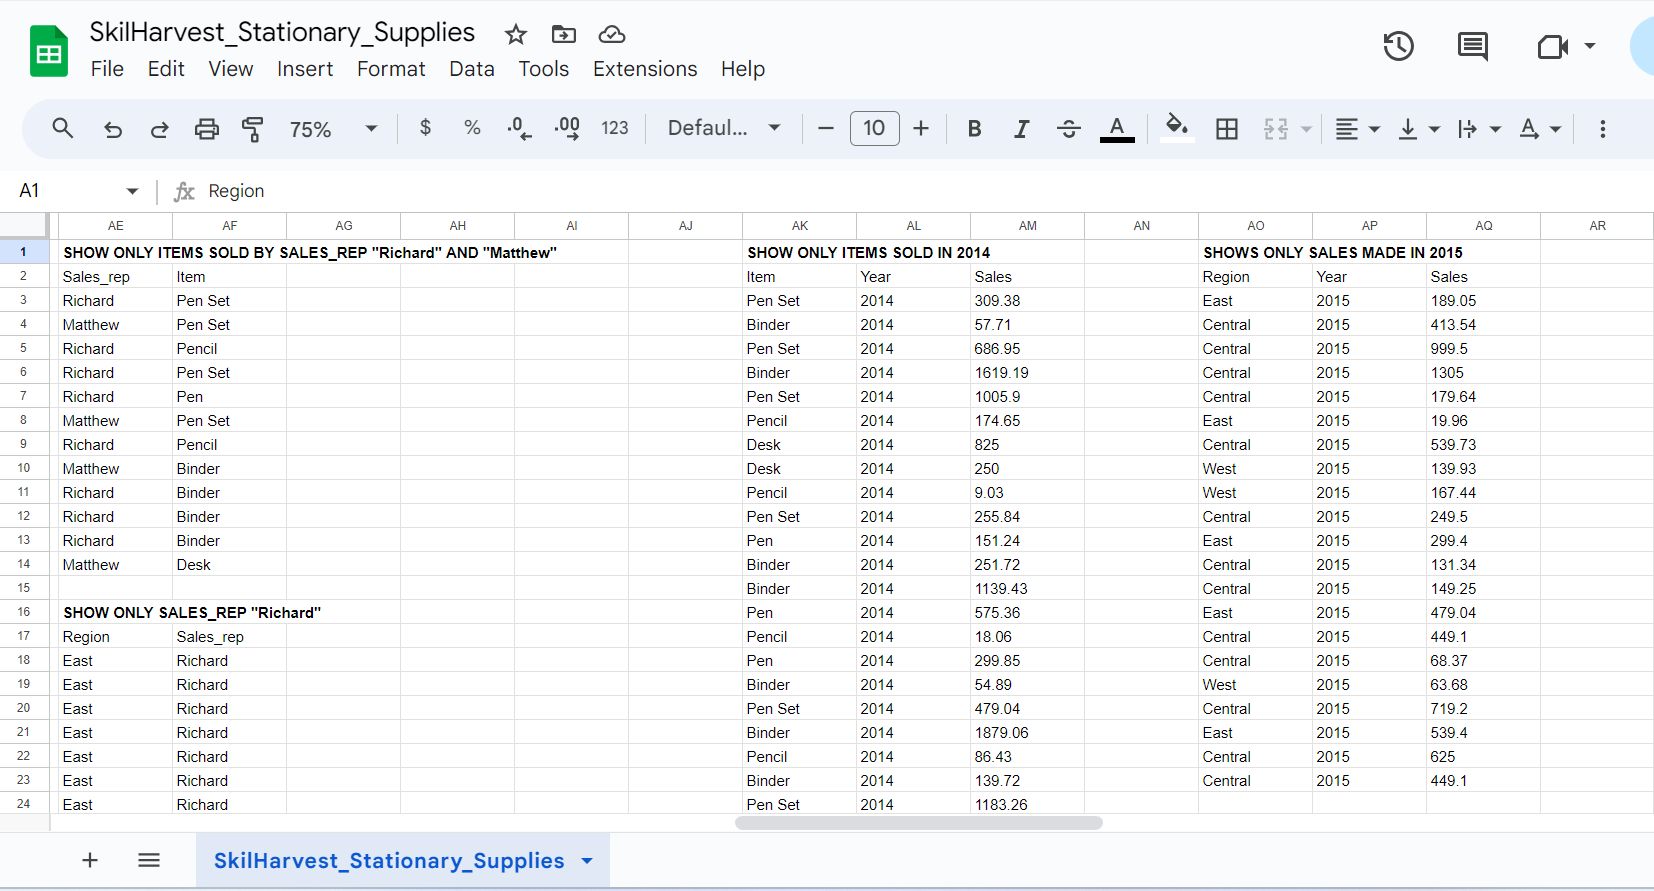 SkilHarvest_Stationary_Supplies
File Edit View Insert Format Data Tools Extensions Help
75% $ % .0 .00 123 Defaul... 10 B I A A
A1 fx Region
AE AF AG AH AI AJ AK AL AM AN AO AP AQ AR
1 SHOW ONLY ITEMS SOLD BY SALES_REP "Richard" AND "Matthew" SHOW ONLY ITEMS SOLD IN 2014 SHOWS ONLY SALES MADE IN 2015
2 Sales_rep Item Item Year Sales Region Year Sales
3 Richard Pen Set Pen Set 2014 309.38 East 2015 189.05
4 Matthew Pen Set Binder 2014 57.71 Central 2015 413.54
5 Richard Pencil Pen Set 2014 686.95 Central 2015 999.5
6 Richard Pen Set Binder 2014 1619.19 Central 2015 1305
7 Richard Pen Pen Set 2014 1005.9 Central 2015 179.64
8 Matthew Pen Set Pencil 2014 174.65 East 2015 19.96
9 Richard Pencil Desk 2014 825 Central 2015 539.73
10 Matthew Binder Desk 2014 250 West 2015 139.93
11 Richard Binder Pencil 2014 9.03 West 2015 167.44
12 Richard Binder Pen Set 2014 255.84 Central 2015 249.5
13 Richard Binder Pen 2014 151.24 East 2015 299.4
14 Matthew Desk Binder 2014 251.72 Central 2015 131.34
15 Binder 2014 1139.43 Central 2015 149.25
16 SHOW ONLY SALES_REP "Richard" Pen 2014 575.36 East 2015 479.04
17 Region Sales_rep Pencil 2014 18.06 Central 2015 449.1
18 East Richard Pen 2014 299.85 Central 2015 68.37
19 East Richard Binder 2014 54.89 West 2015 63.68
20 East Richard Pen Set 2014 479.04 Central 2015 719.2
21 East Richard Binder 2014 1879.06 East 2015 539.4
22 East Richard Pencil 2014 86.43 Central 2015 625
23 East Richard Binder 2014 139.72 Central 2015 449.1
24 East Richard Pen Set 2014 1183.26
SkilHarvest_Stationary_Supplies